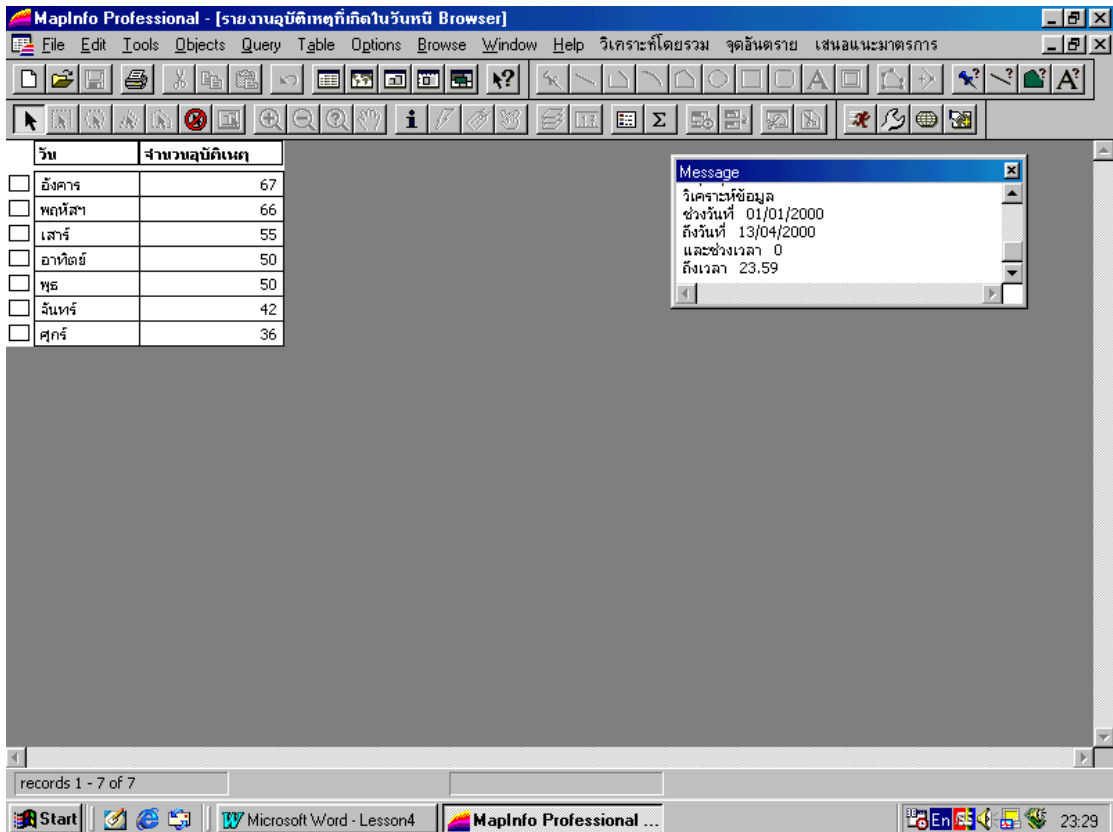 MapInfo Professional - [รายงานอุบัติเหตุที่เกิดในวันหนึ Browser]
File Edit Tools Objects Query Table Options Browse Window Help วิเคราะห์โดยรวม จุดอันตราย เสนอแนะมาตรการ
วัน จำนวนอุบัติเหตุ
อังคาร 67
พฤหัสฯ 66
เสาร์ 55
อาทิตย์ 50
พุธ 50
จันทร์ 42
ศุกร์ 36
Message
วิเคราะห์ข้อมูล
ช่วงวันที่ 01/01/2000
ถึงวันที่ 13/04/2000
และช่วงเวลา 0
ถึงเวลา 23.59
records 1 - 7 of 7
Start Microsoft Word - Lesson4 MapInfo Professional ... En 23:29